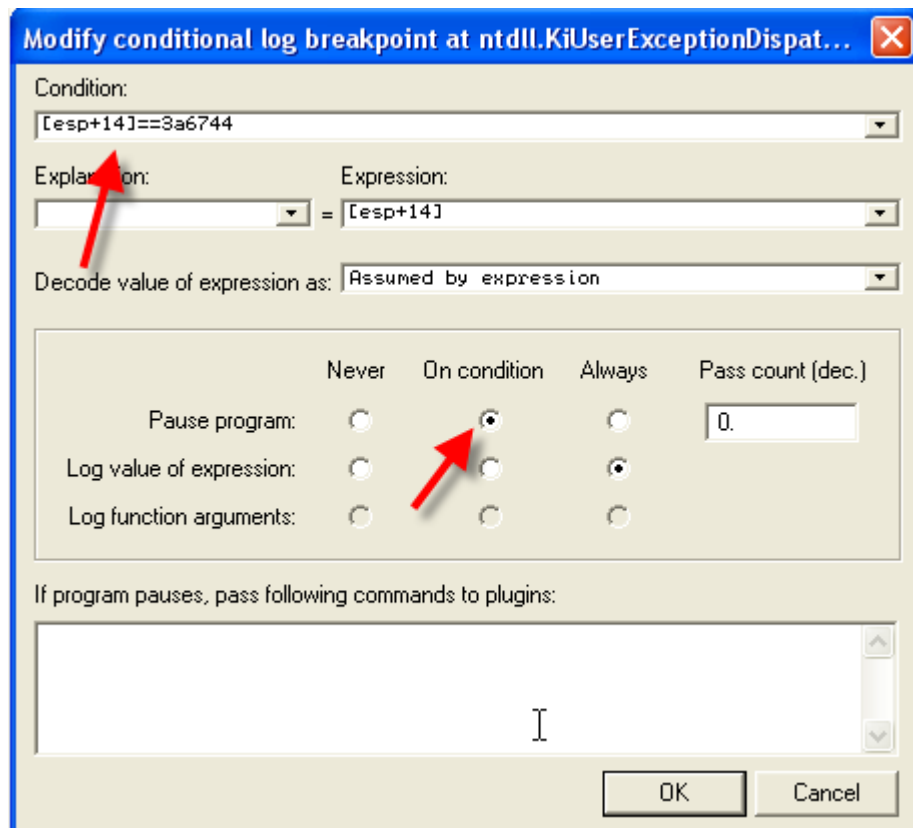 Modify conditional log breakpoint at ntdll.KiUserExceptionDispat...
Condition:
[esp+14]==3a6744
Explanation: Expression:
= [esp+14]
Decode value of expression as: Assumed by expression
Never On condition Always Pass count (dec.)
Pause program: 0.
Log value of expression:
Log function arguments:
If program pauses, pass following commands to plugins:
OK Cancel